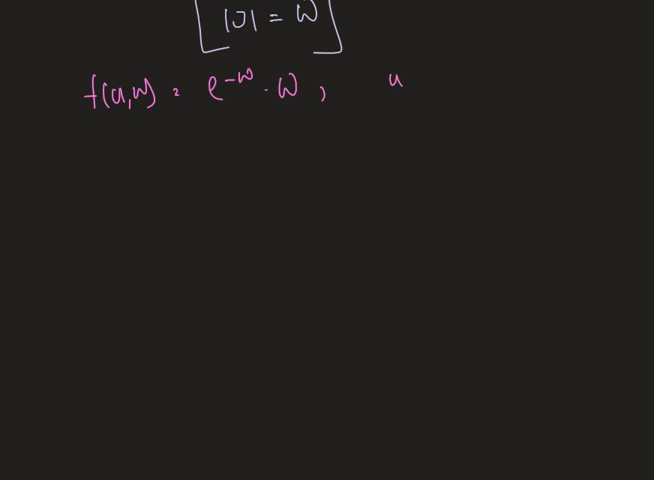 |J| = w
f(u,w) = e^{-w} · w , u